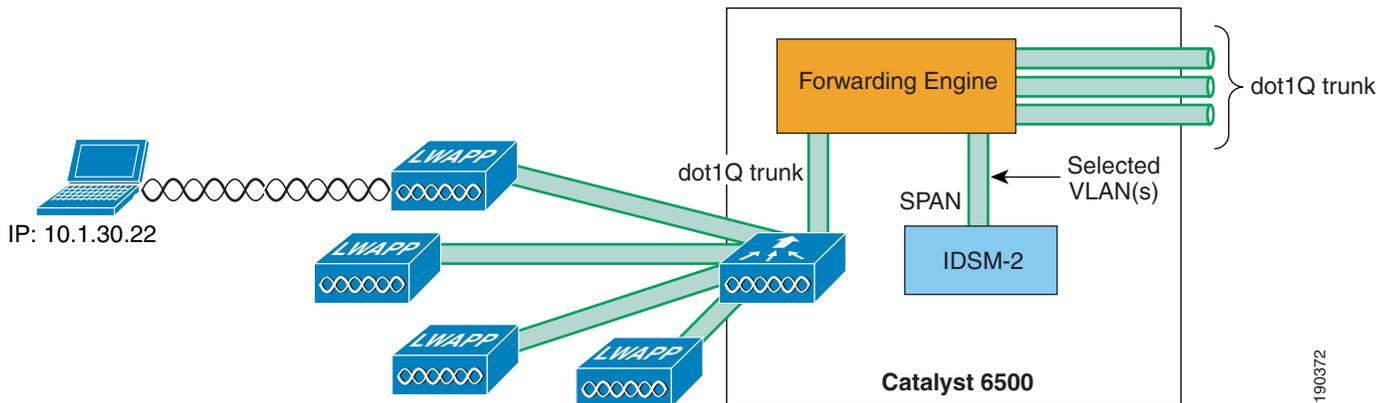 Forwarding Engine
dot1Q trunk
LWAPP
dot1Q trunk
Selected
VLAN(s)
SPAN
IP: 10.1.30.22
LWAPP
IDSM-2
LWAPP
LWAPP
Catalyst 6500
190372